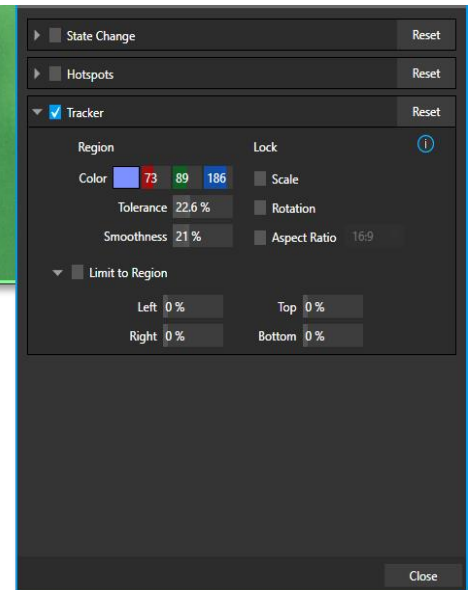 State Change Reset
Hotspots Reset
Tracker Reset
Region Lock
Color 73 89 186 Scale
Tolerance 22.6 % Rotation
Smoothness 21 % Aspect Ratio 16:9
Limit to Region
Left 0 % Top 0 %
Right 0 % Bottom 0 %
Close